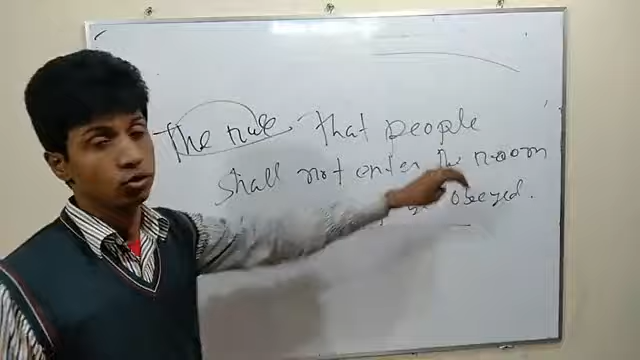 The rule that people
shall not enter the room
obeyed.